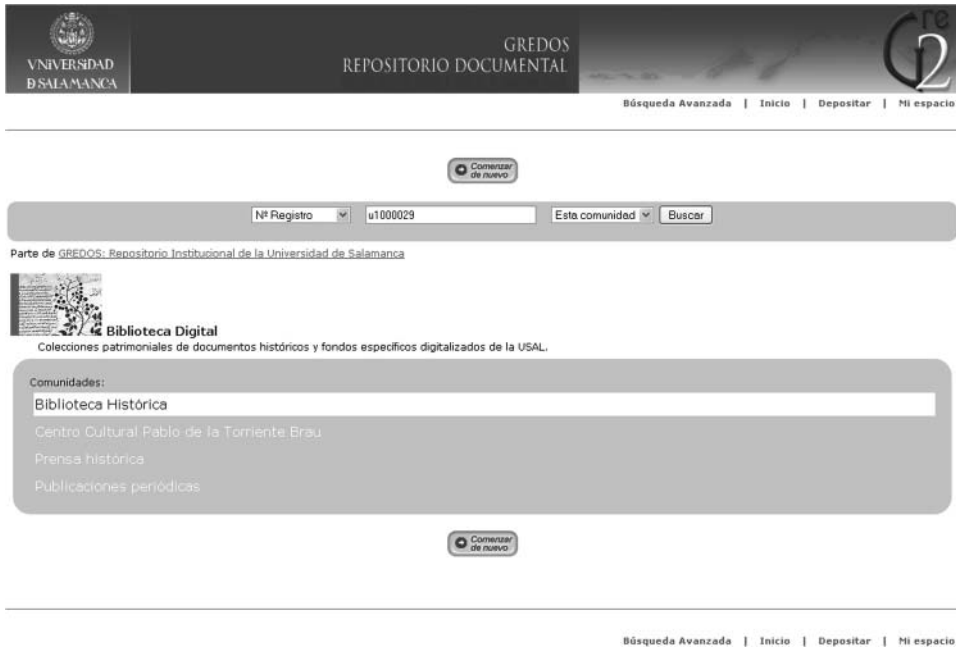 VNiVERSiDAD
D SALAMANCA
GREDOS
REPOSITORIO DOCUMENTAL
Gre
2
Búsqueda Avanzada | Inicio | Depositar | Mi espacio
Comenzar
de nuevo
Nº Registro u1000029 Esta comunidad Buscar
Parte de GREDOS: Repositorio Institucional de la Universidad de Salamanca
Biblioteca Digital
Colecciones patrimoniales de documentos históricos y fondos específicos digitalizados de la USAL.
Comunidades:
Biblioteca Histórica
Centro Cultural Pablo de la Torriente Brau
Prensa histórica
Publicaciones periódicas
Comenzar
de nuevo
Búsqueda Avanzada | Inicio | Depositar | Mi espacio